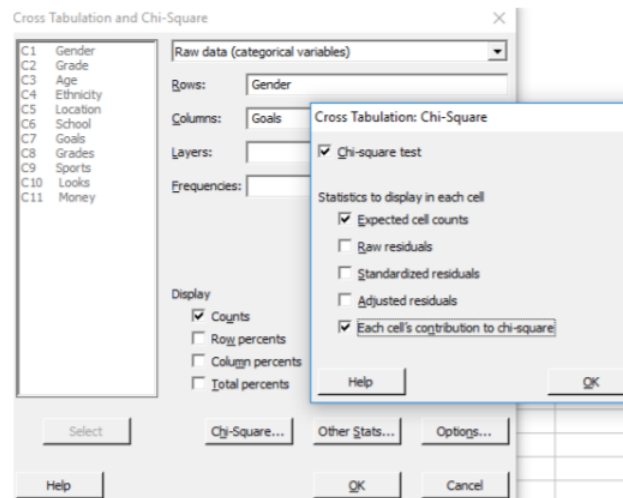 Cross Tabulation and Chi-Square
C1 Gender
C2 Grade
C3 Age
C4 Ethnicity
C5 Location
C6 School
C7 Goals
C8 Grades
C9 Sports
C10 Looks
C11 Money
Raw data (categorical variables)
Rows: Gender
Columns: Goals
Layers:
Frequencies:
Display
Counts
Row percents
Column percents
Total percents
Select
Chi-Square...
Other Stats...
Options...
Help
OK
Cancel
Cross Tabulation: Chi-Square
Chi-square test
Statistics to display in each cell
Expected cell counts
Raw residuals
Standardized residuals
Adjusted residuals
Each cell's contribution to chi-square
Help
OK